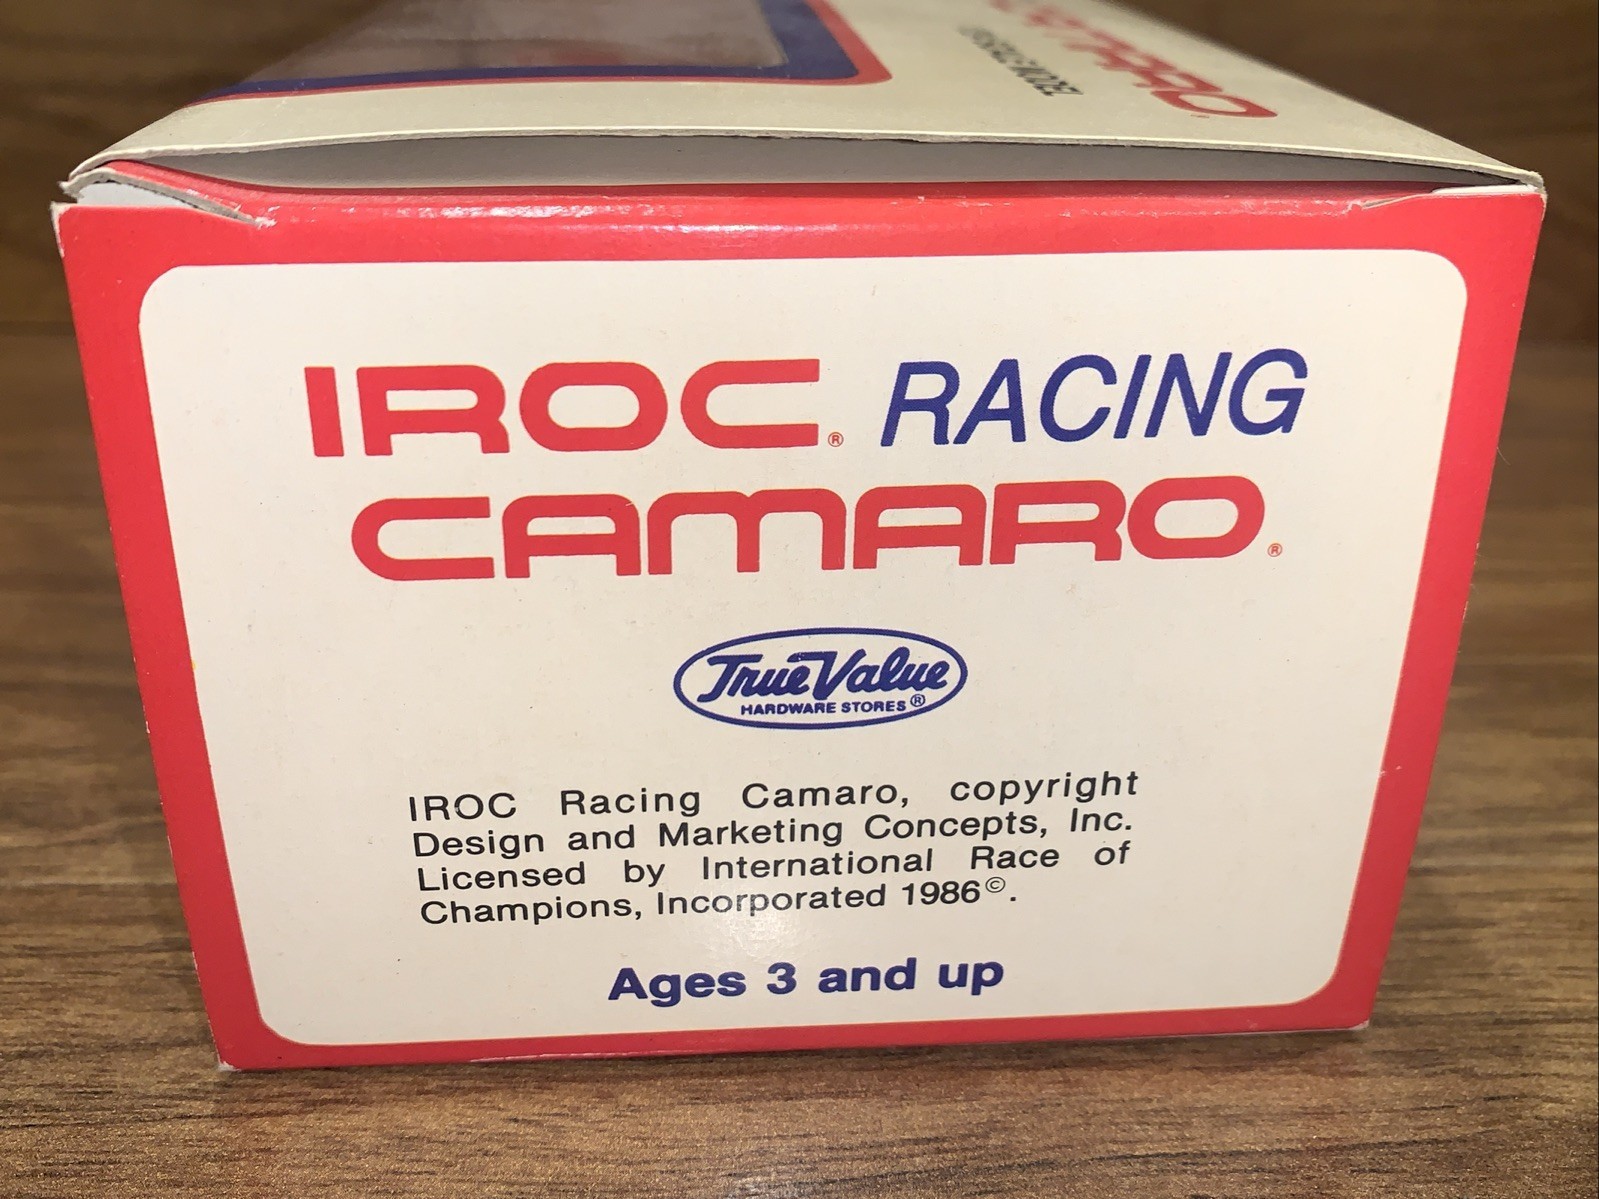 IROC® RACING
CAMARO®
True Value
HARDWARE STORES®
IROC Racing Camaro, copyright
Design and Marketing Concepts, Inc.
Licensed by International Race of
Champions, Incorporated 1986©.
Ages 3 and up